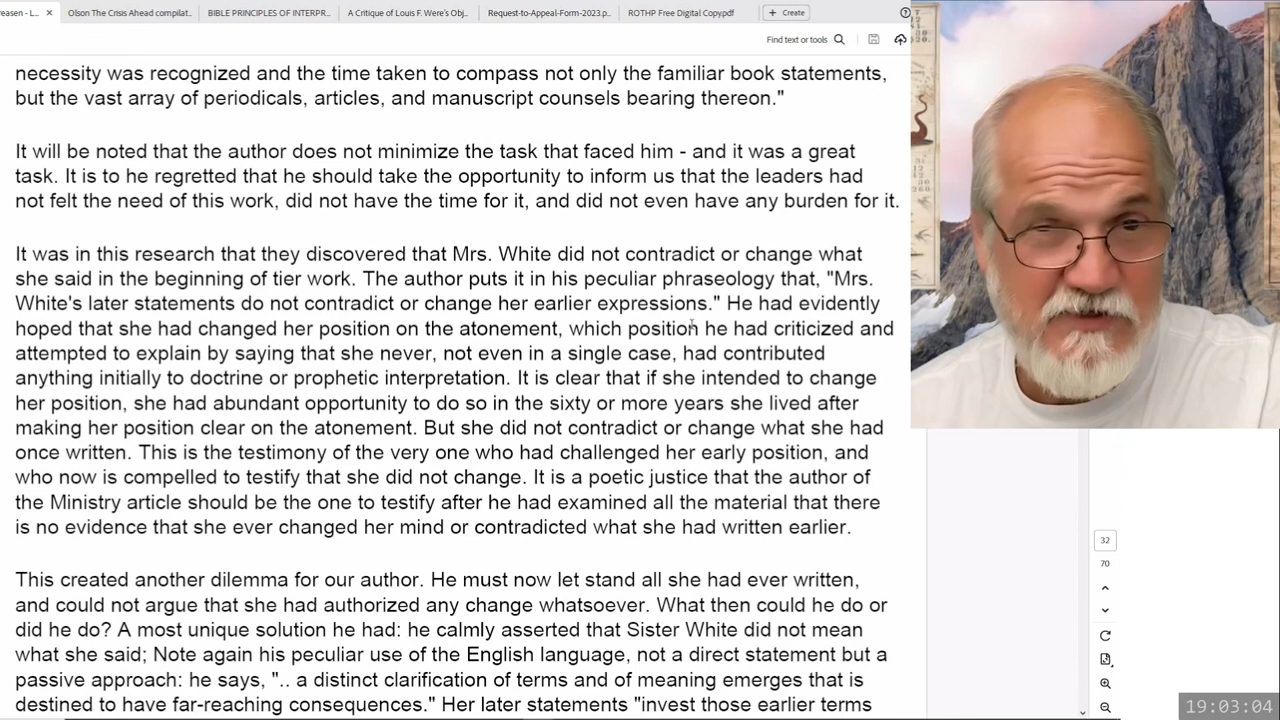 reasen - L...
Olson The Crisis Ahead compilat..
BIBLE PRINCIPLES OF INTERPR...
A Critique of Louis F. Were's Obj..
Request-to-Appeal-Form-2023.p...
ROTHP Free Digital Copy.pdf
Create
Find text or tools
necessity was recognized and the time taken to compass not only the familiar book statements,
but the vast array of periodicals, articles, and manuscript counsels bearing thereon."
It will be noted that the author does not minimize the task that faced him - and it was a great
task. It is to he regretted that he should take the opportunity to inform us that the leaders had
not felt the need of this work, did not have the time for it, and did not even have any burden for it.
It was in this research that they discovered that Mrs. White did not contradict or change what
she said in the beginning of tier work. The author puts it in his peculiar phraseology that, "Mrs.
White's later statements do not contradict or change her earlier expressions." He had evidently
hoped that she had changed her position on the atonement, which position he had criticized and
attempted to explain by saying that she never, not even in a single case, had contributed
anything initially to doctrine or prophetic interpretation. It is clear that if she intended to change
her position, she had abundant opportunity to do so in the sixty or more years she lived after
making her position clear on the atonement. But she did not contradict or change what she had
once written. This is the testimony of the very one who had challenged her early position, and
who now is compelled to testify that she did not change. It is a poetic justice that the author of
the Ministry article should be the one to testify after he had examined all the material that there
is no evidence that she ever changed her mind or contradicted what she had written earlier.
This created another dilemma for our author. He must now let stand all she had ever written,
and could not argue that she had authorized any change whatsoever. What then could he do or
did he do? A most unique solution he had: he calmly asserted that Sister White did not mean
what she said; Note again his peculiar use of the English language, not a direct statement but a
passive approach: he says, ".. a distinct clarification of terms and of meaning emerges that is
destined to have far-reaching consequences." Her later statements "invest those earlier terms
32
70
19:03:04